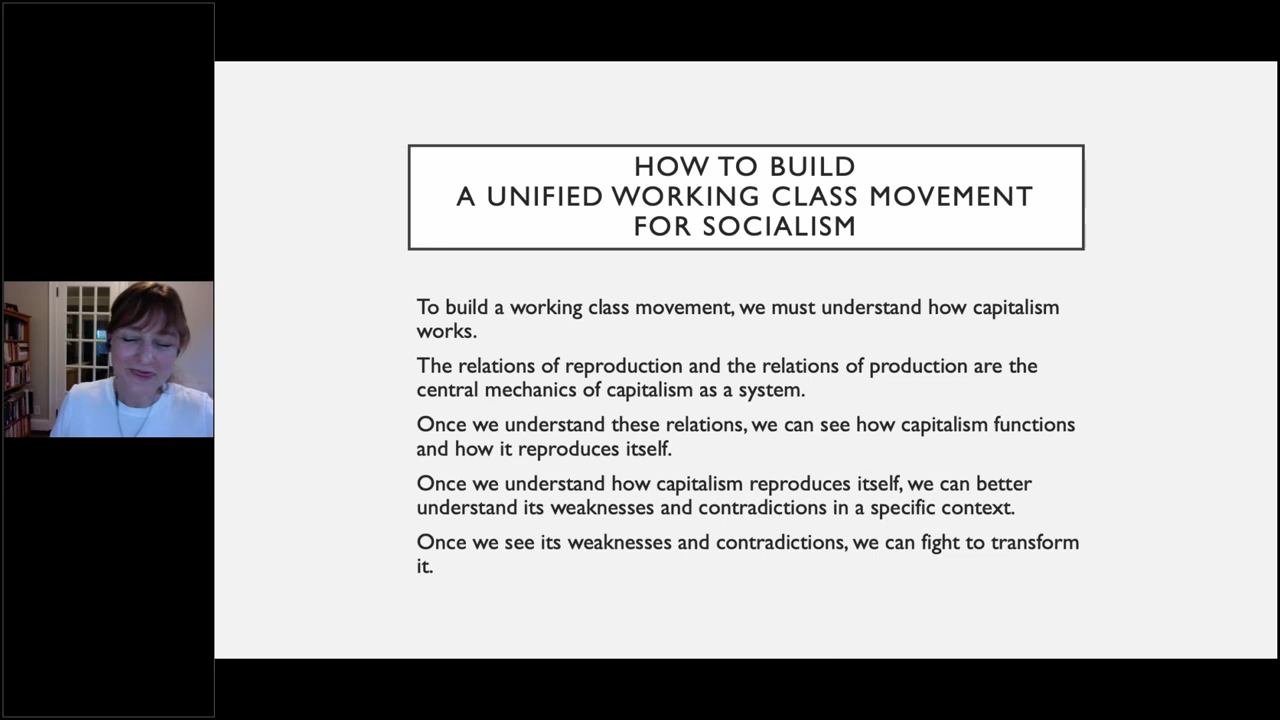 HOW TO BUILD
A UNIFIED WORKING CLASS MOVEMENT
FOR SOCIALISM
To build a working class movement, we must understand how capitalism
works.
The relations of reproduction and the relations of production are the
central mechanics of capitalism as a system.
Once we understand these relations, we can see how capitalism functions
and how it reproduces itself.
Once we understand how capitalism reproduces itself, we can better
understand its weaknesses and contradictions in a specific context.
Once we see its weaknesses and contradictions, we can fight to transform
it.